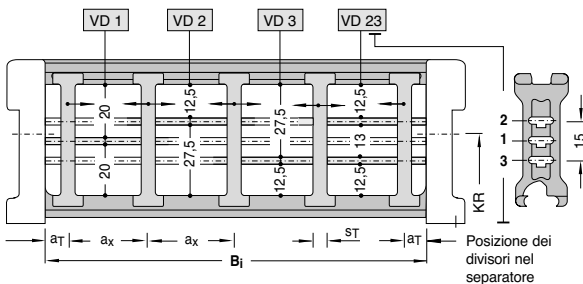 VD 1 VD 2 VD 3 VD 23
20 12,5 27,5 12,5
27,5 13
20 12,5 12,5
2
1
3
15
KR
aT ax ax sT aT
Bi
Posizione dei
divisori nel
separatore